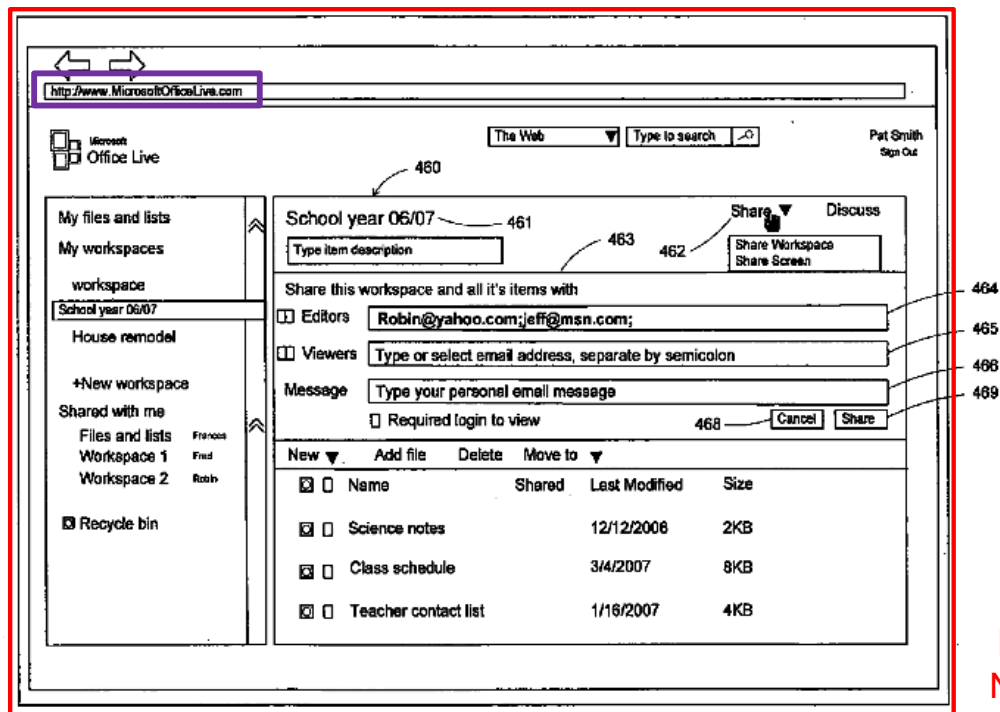 http://www.MicrosoftOfficeLive.com
Microsoft
Office Live
The Web
Type to search
Pat Smith
Sign Out
460
My files and lists
My workspaces
workspace
School year 06/07
House remodel
+New workspace
Shared with me
Files and lists Frances
Workspace 1 Fred
Workspace 2 Robin
Recycle bin
School year 06/07
461
Type item description
463
462
Share
Discuss
Share Workspace
Share Screen
Share this workspace and all it's items with
Editors Robin@yahoo.com;jeff@msn.com;
464
Viewers Type or select email address, separate by semicolon
465
Message Type your personal email message
466
Required login to view
468
Cancel Share
469
New Add file Delete Move to
Name Shared Last Modified Size
Science notes 12/12/2006 2KB
Class schedule 3/4/2007 8KB
Teacher contact list 1/16/2007 4KB